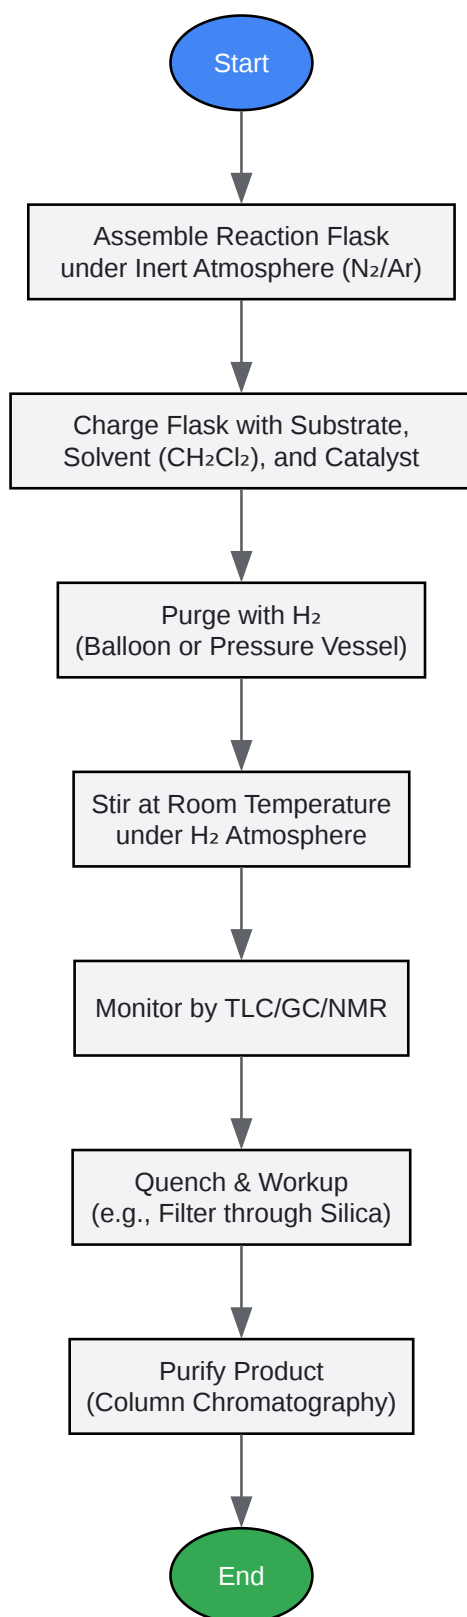 Start
Assemble Reaction Flask
under Inert Atmosphere (N₂/Ar)
Charge Flask with Substrate,
Solvent (CH₂Cl₂), and Catalyst
Purge with H₂
(Balloon or Pressure Vessel)
Stir at Room Temperature
under H₂ Atmosphere
Monitor by TLC/GC/NMR
Quench & Workup
(e.g., Filter through Silica)
Purify Product
(Column Chromatography)
End